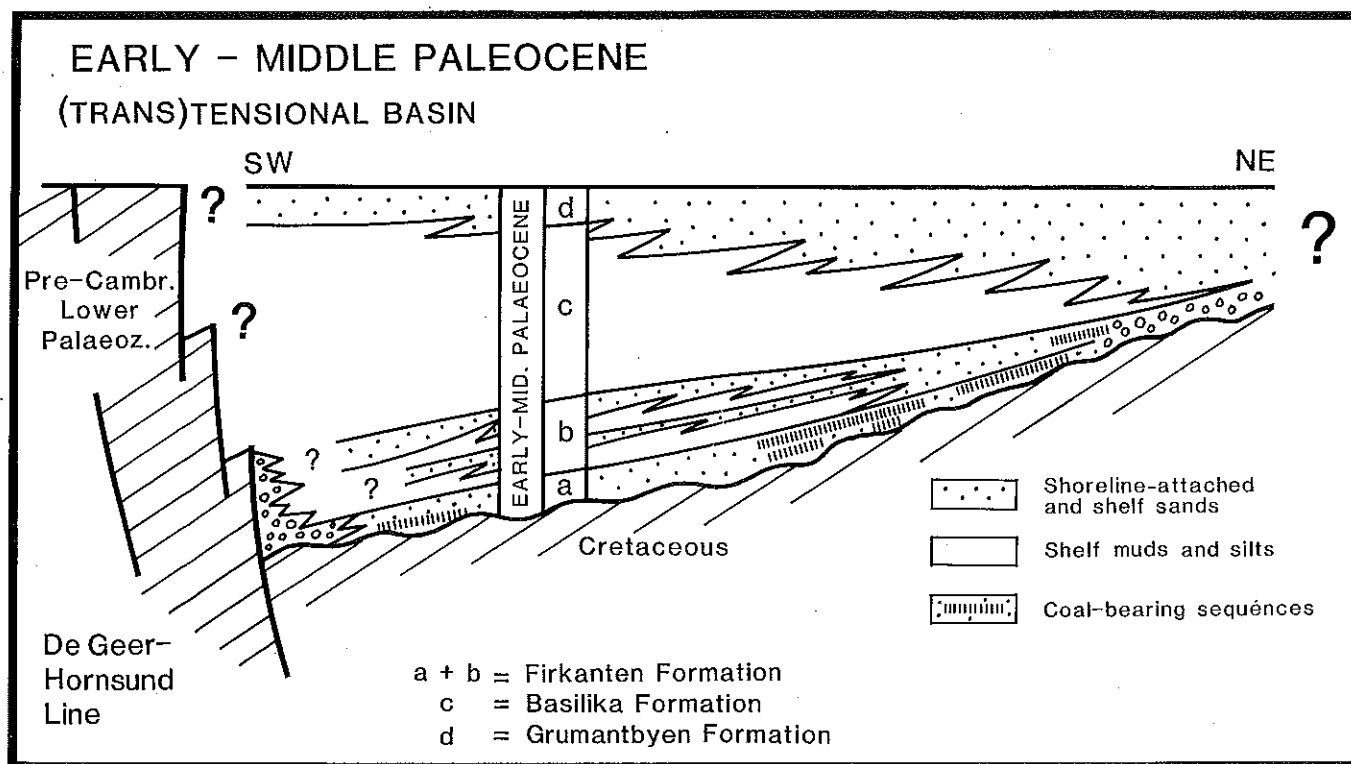 EARLY – MIDDLE PALEOCENE
(TRANS)TENSIONAL BASIN
SW
NE
?
?
?
?
?
Pre-Cambr.
Lower
Palaeoz.
EARLY–MID. PALAEOCENE
d
c
b
a
Cretaceous
De Geer–
Hornsund
Line
Shoreline-attached
and shelf sands
Shelf muds and silts
Coal-bearing sequénces
a + b = Firkanten Formation
c = Basilika Formation
d = Grumantbyen Formation